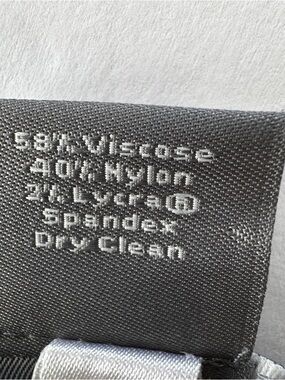 58% Viscose
40% Nylon
2% Lycra®
Spandex
Dry Clean